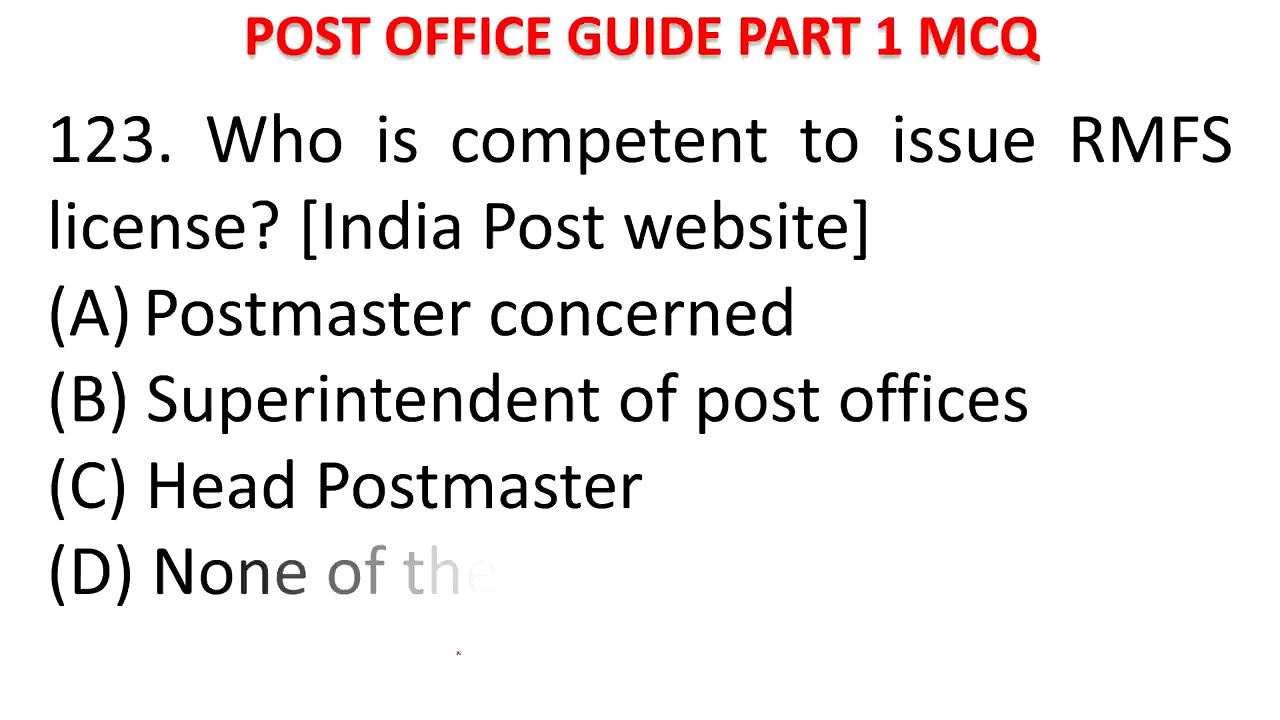 POST OFFICE GUIDE PART 1 MCQ
123. Who is competent to issue RMFS
license? [India Post website]
(A) Postmaster concerned
(B) Superintendent of post offices
(C) Head Postmaster
(D) None of the